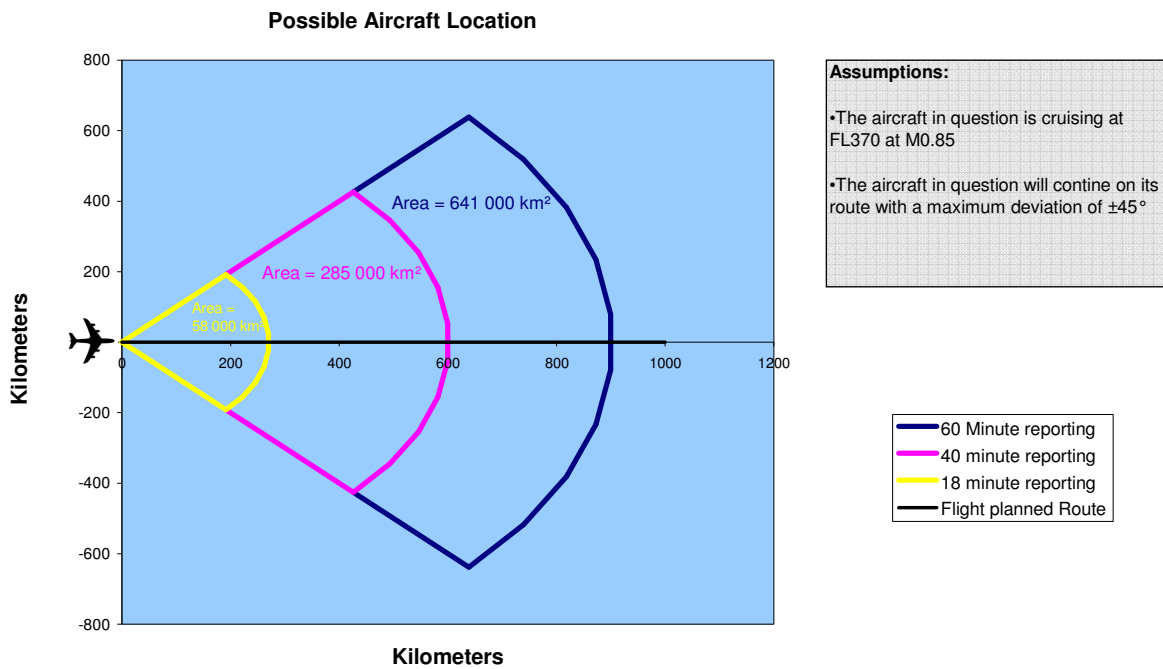 Possible Aircraft Location
800
600
400
200
0
-200
-400
-600
-800
0
200
400
600
800
1000
1200
Kilometers
Kilometers
Area = 641 000 km²
Area = 285 000 km²
Area =
58 000 km²
Assumptions:
•The aircraft in question is cruising at
FL370 at M0.85
•The aircraft in question will contine on its
route with a maximum deviation of ±45°
60 Minute reporting
40 minute reporting
18 minute reporting
Flight planned Route